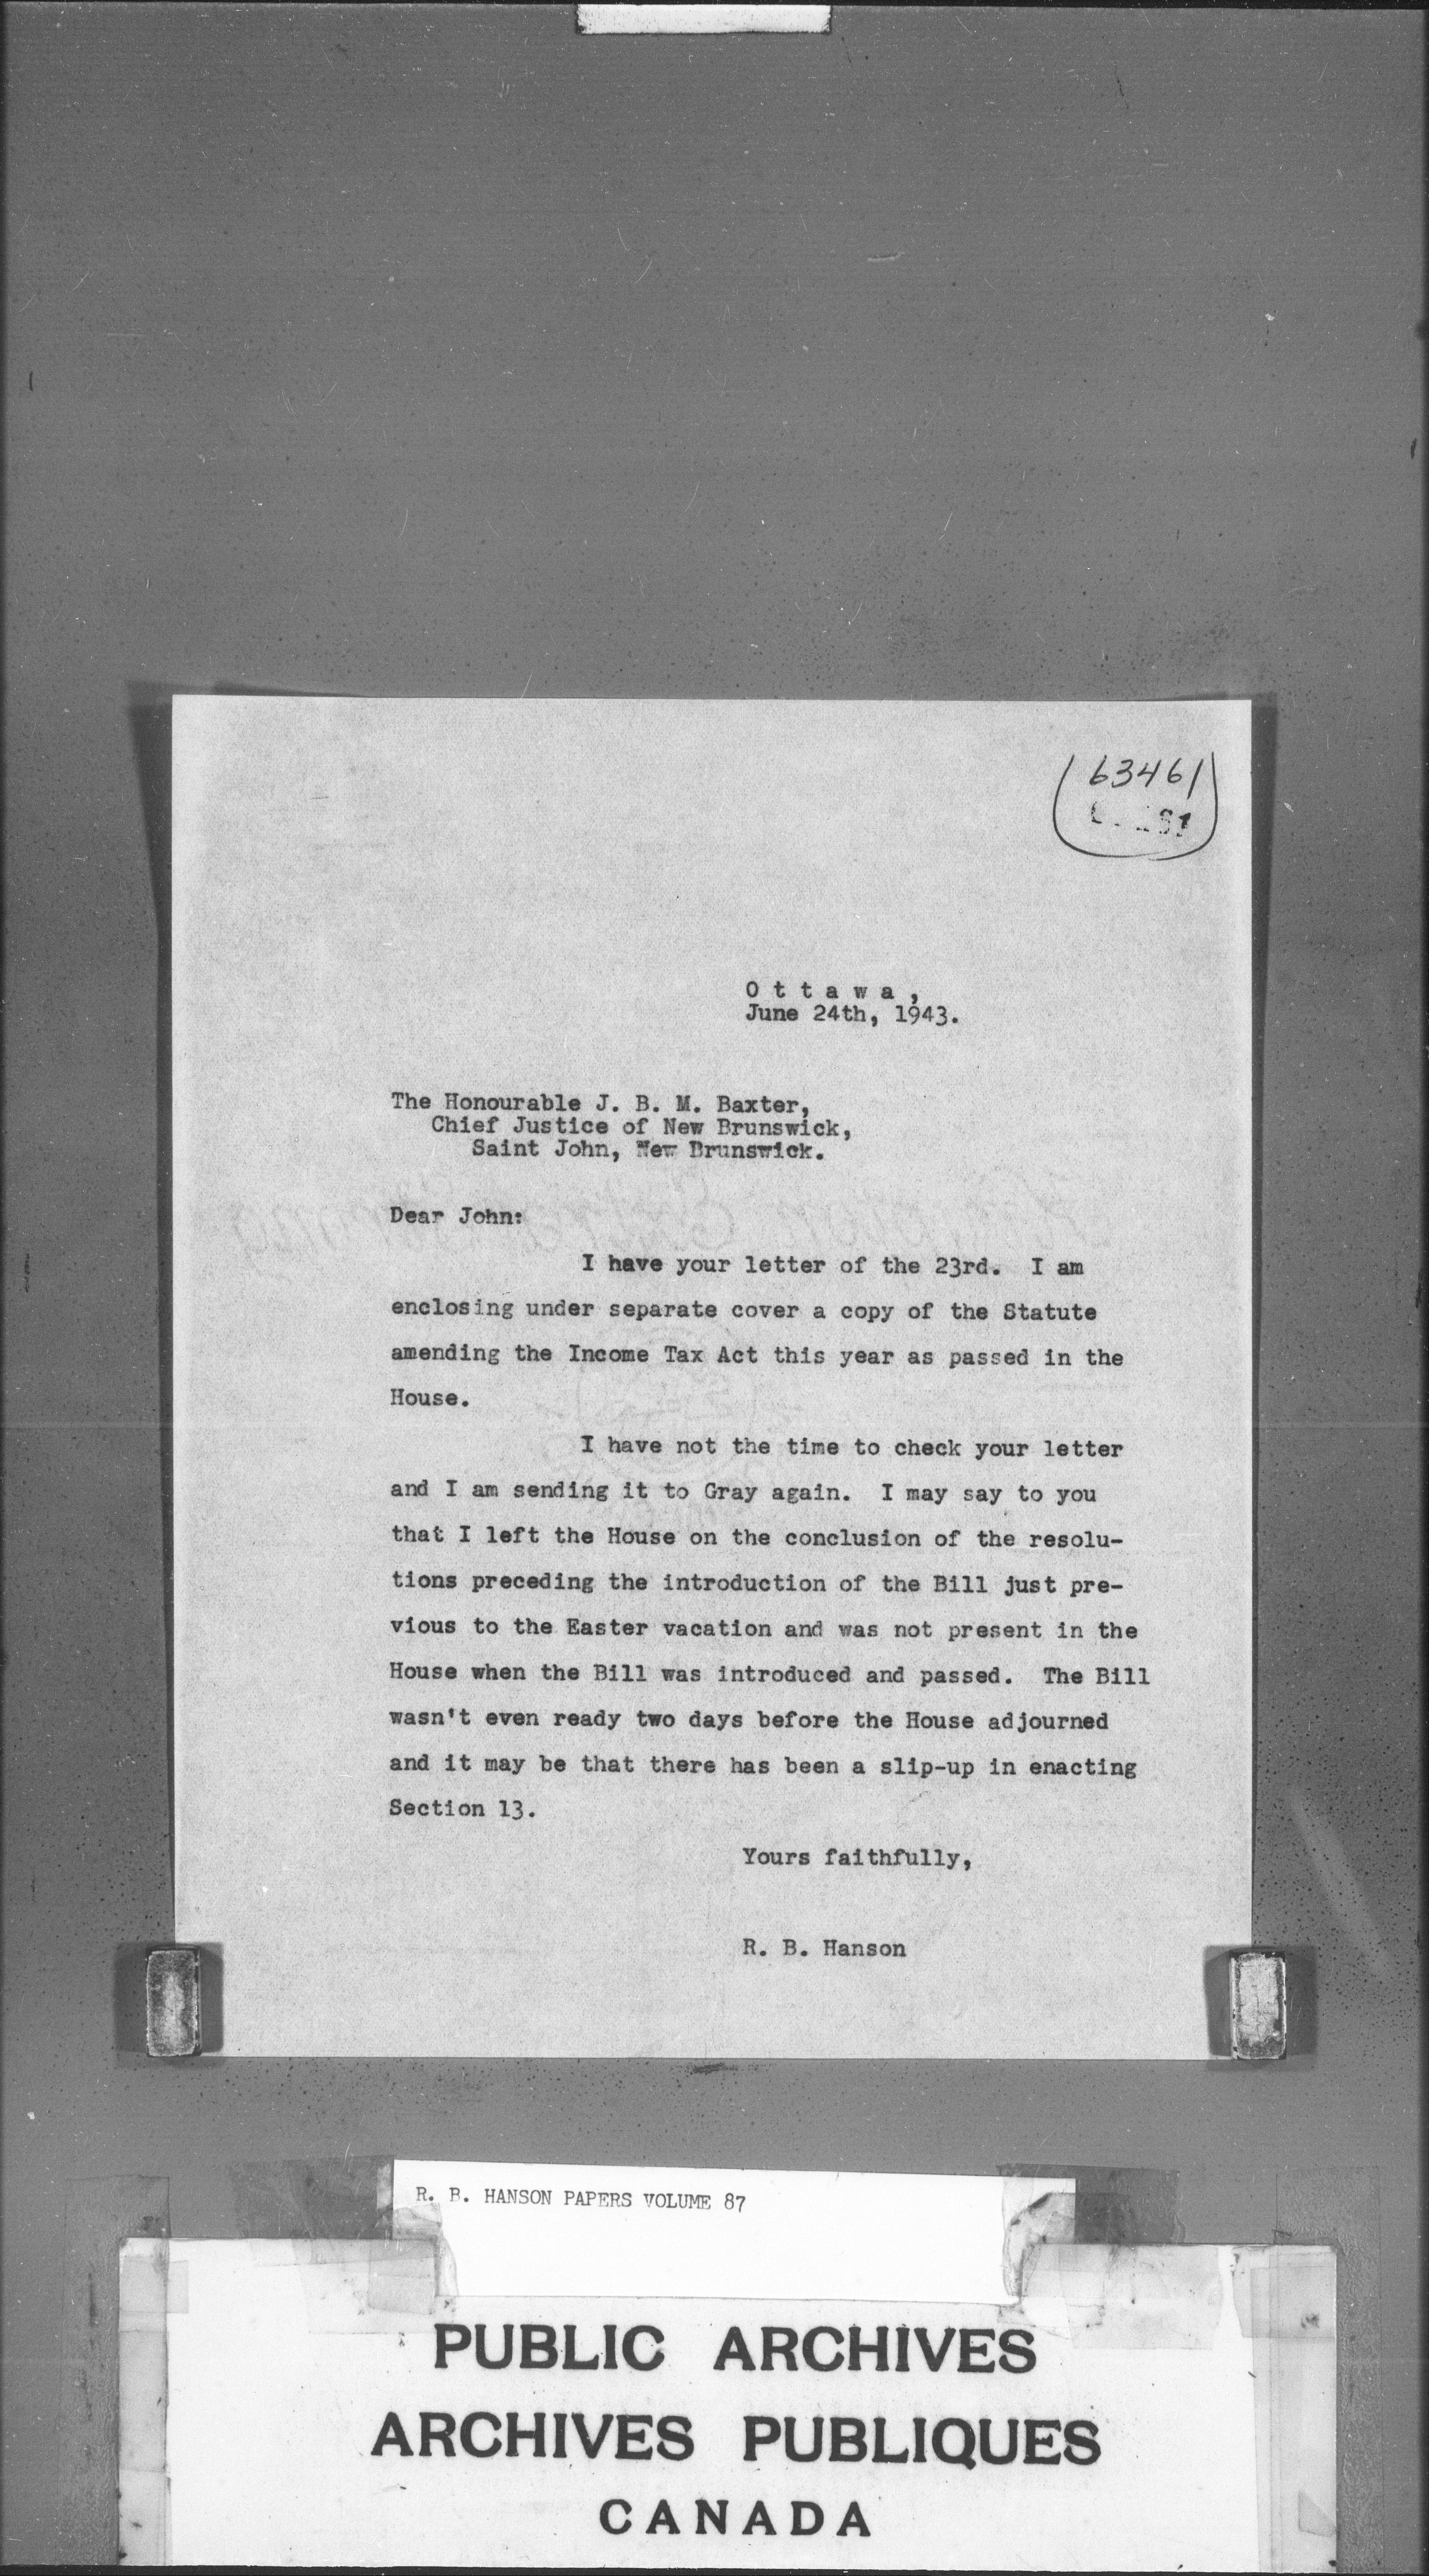 63461
O t t a w a ,
June 24th, 1943.
The Honourable J. B. M. Baxter,
Chief Justice of New Brunswick,
Saint John, New Brunswick.
Dear John:
I have your letter of the 23rd. I am
enclosing under separate cover a copy of the Statute
amending the Income Tax Act this year as passed in the
House.
I have not the time to check your letter
and I am sending it to Gray again. I may say to you
that I left the House on the conclusion of the resolu-
tions preceding the introduction of the Bill just pre-
vious to the Easter vacation and was not present in the
House when the Bill was introduced and passed. The Bill
wasn't even ready two days before the House adjourned
and it may be that there has been a slip-up in enacting
Section 13.
Yours faithfully,
R. B. Hanson
R. B. HANSON PAPERS VOLUME 87
PUBLIC ARCHIVES
ARCHIVES PUBLIQUES
CANADA